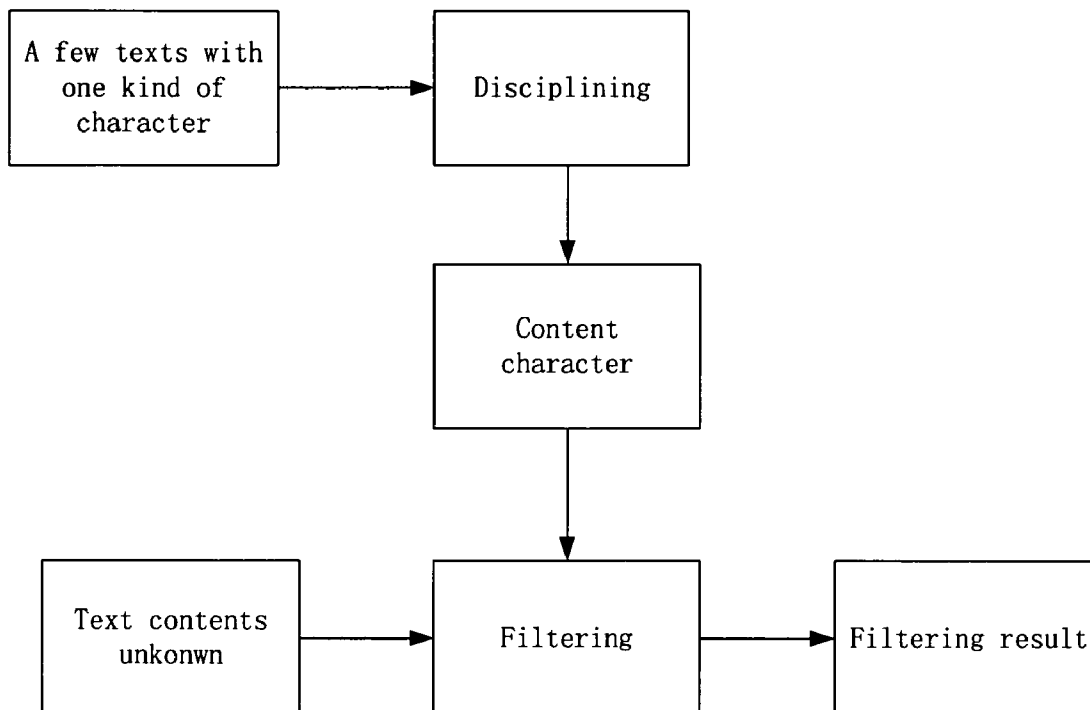 A few texts with
one kind of
character
Disciplining
Content
character
Text contents
unkonwn
Filtering
Filtering result